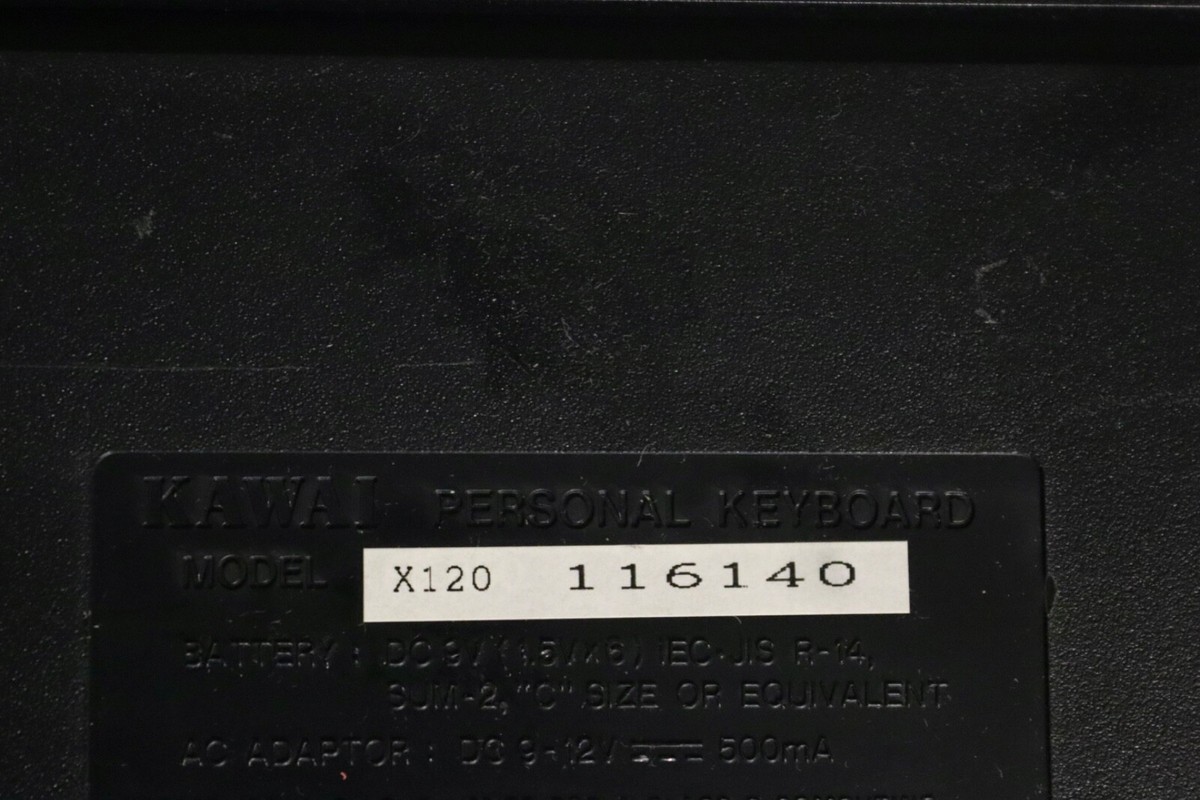 KAWAI PERSONAL KEYBOARD
MODEL X120 116140
BATTERY : DC 9V (1.5V×6) IEC·JIS R-14,
SUM-2, "C" SIZE OR EQUIVALENT
AC ADAPTOR : DC 9-12V ⎓ 500mA